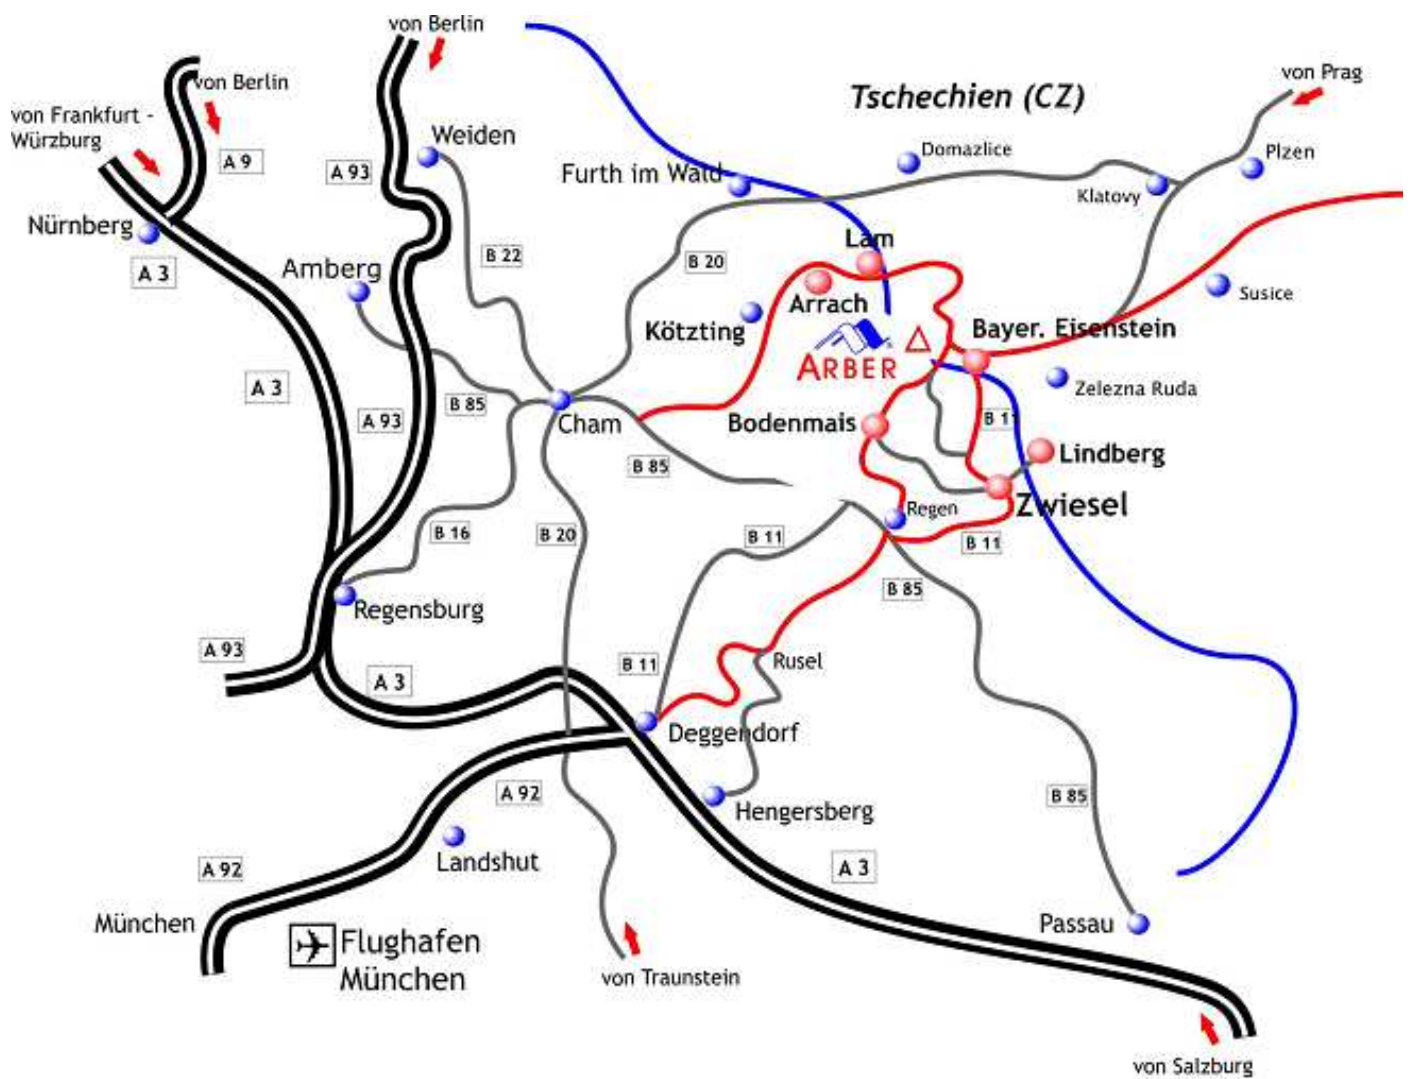 von Berlin
von Berlin
von Prag
Tschechien (CZ)
von Frankfurt -
Würzburg
Weiden
A 9
A 93
Furth im Wald
Domazlice
Plzen
Klatovy
Nürnberg
A 3
Amberg
B 22
B 20
Lam
Arrach
Susice
Kötzting
Bayer. Eisenstein
ARBER
Zelezna Ruda
A 3
B 85
A 93
Cham
Bodenmais
B 11
Lindberg
B 85
Zwiesel
Regen
B 16
B 20
B 11
B 11
B 85
Regensburg
A 93
A 3
B 11
Rusel
Deggendorf
A 92
Hengersberg
B 85
Landshut
A 92
A 3
München
Passau
Flughafen
München
von Traunstein
von Salzburg